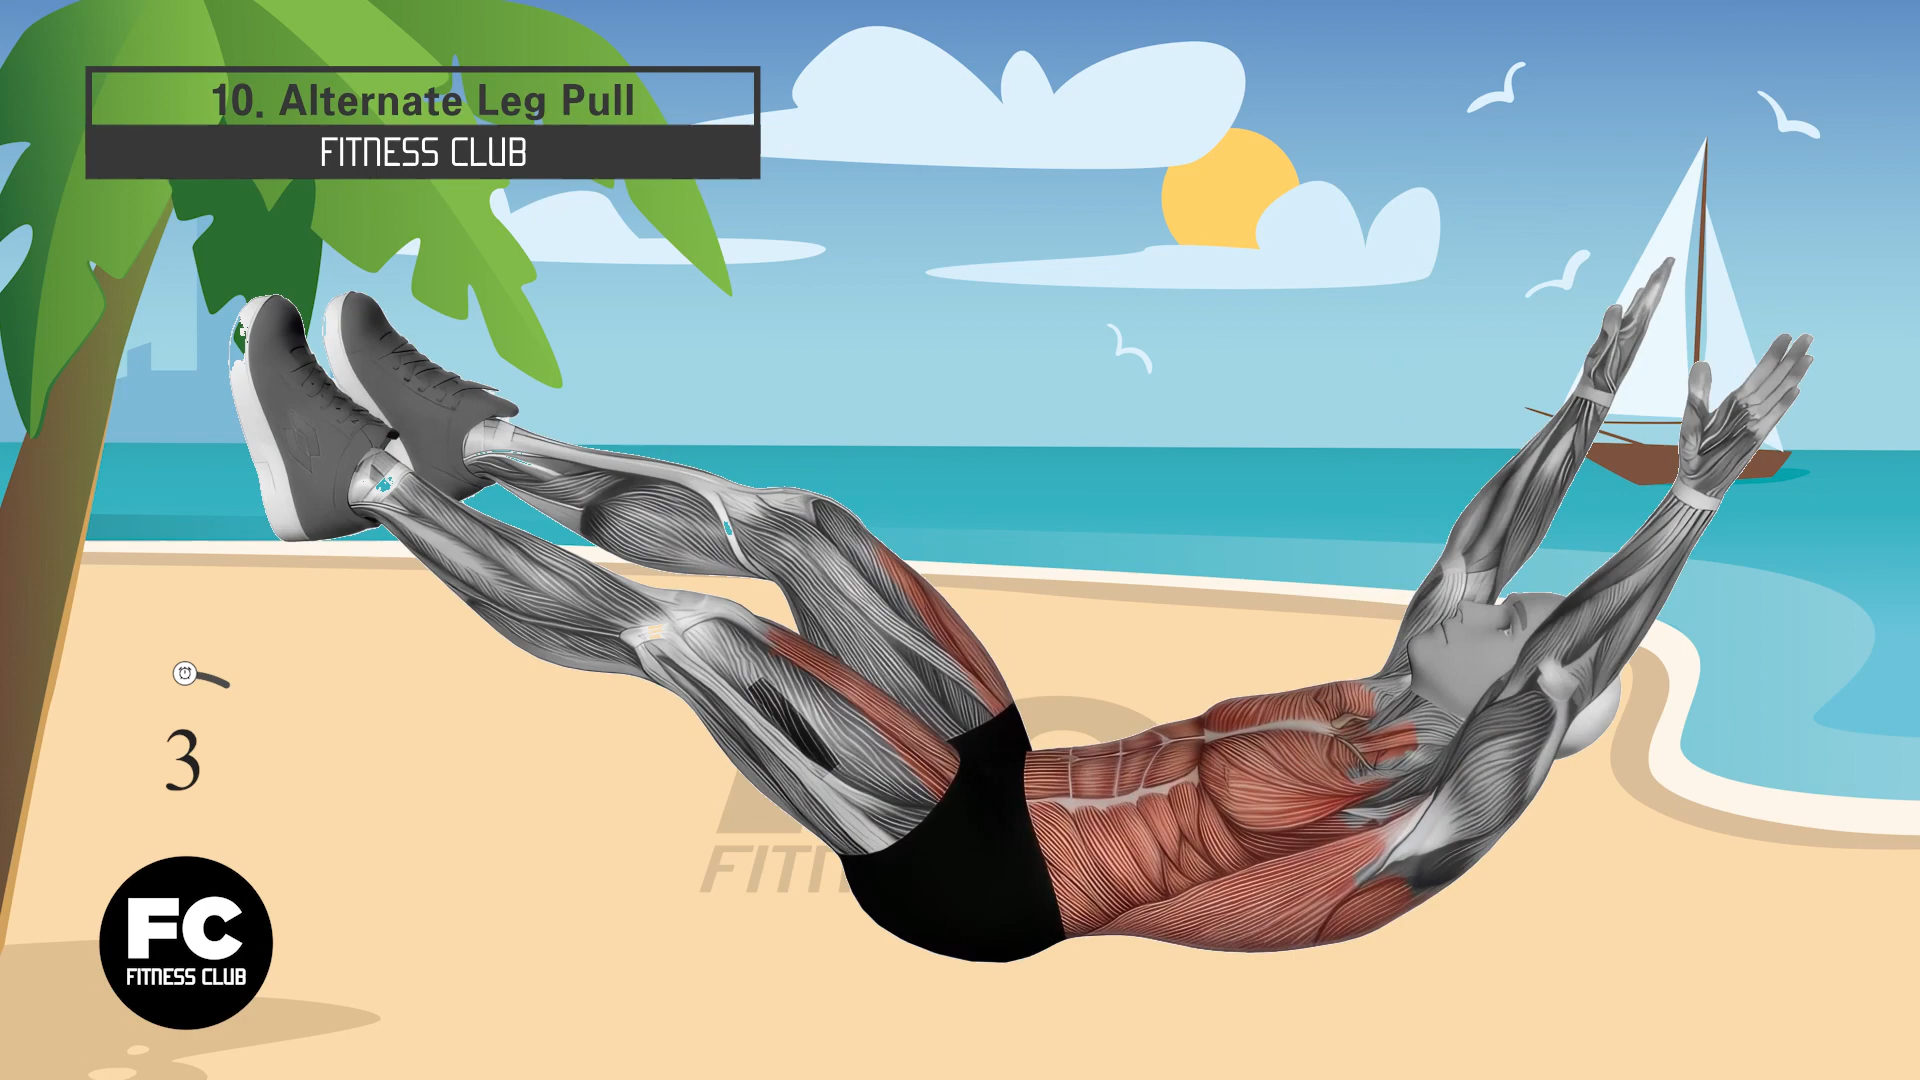 10. Alternate Leg Pull
FITNESS CLUB
3
FC
FITNESS CLUB